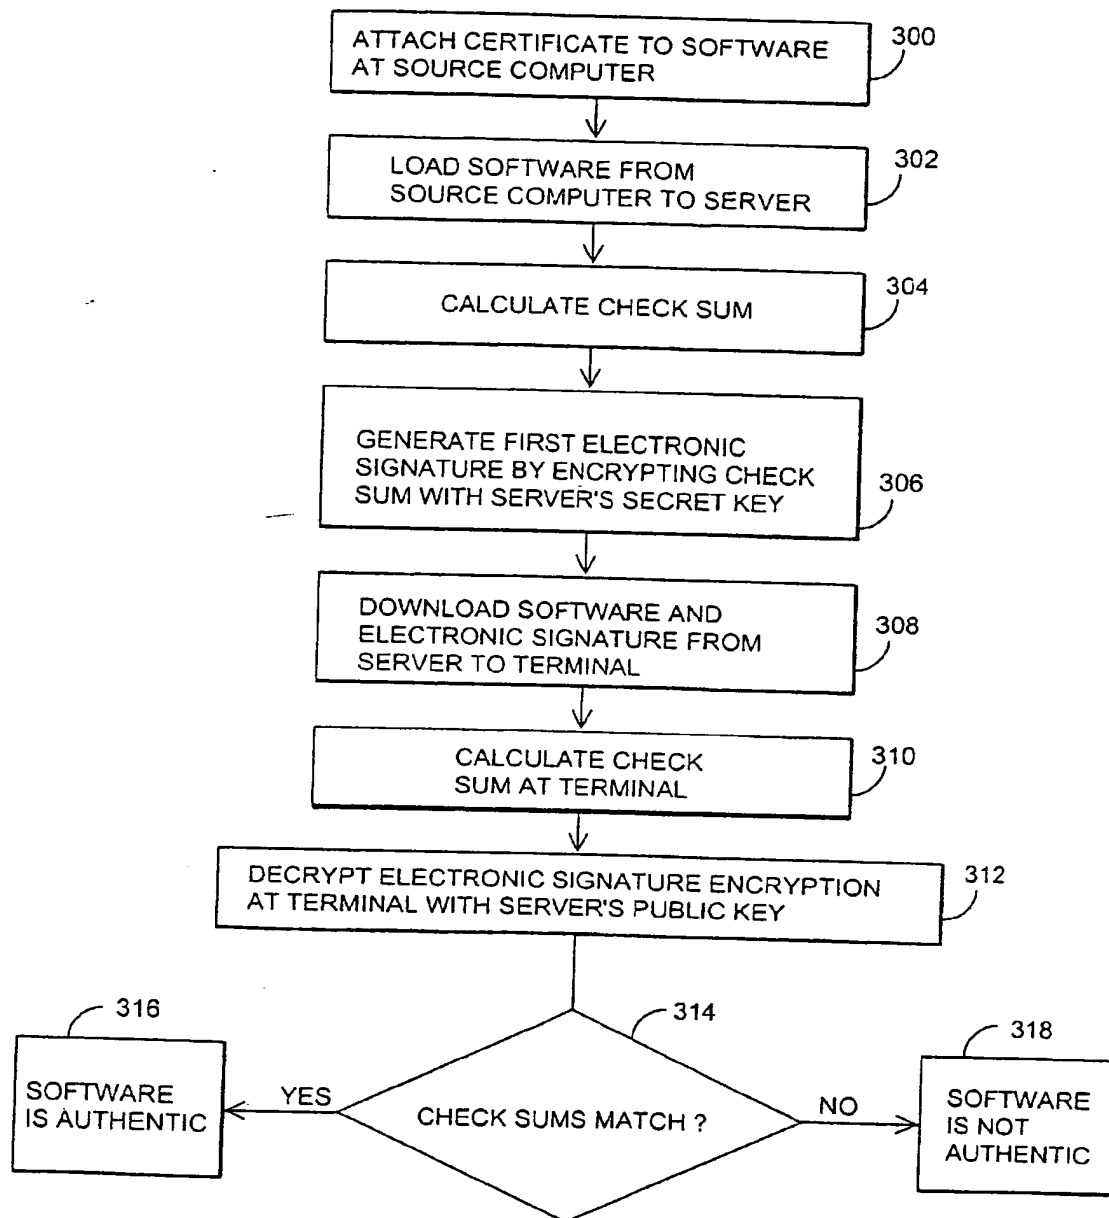 ATTACH CERTIFICATE TO SOFTWARE
AT SOURCE COMPUTER
300
LOAD SOFTWARE FROM
SOURCE COMPUTER TO SERVER
302
CALCULATE CHECK SUM
304
GENERATE FIRST ELECTRONIC
SIGNATURE BY ENCRYPTING CHECK
SUM WITH SERVER'S SECRET KEY
306
DOWNLOAD SOFTWARE AND
ELECTRONIC SIGNATURE FROM
SERVER TO TERMINAL
308
CALCULATE CHECK
SUM AT TERMINAL
310
DECRYPT ELECTRONIC SIGNATURE ENCRYPTION
AT TERMINAL WITH SERVER'S PUBLIC KEY
312
314
CHECK SUMS MATCH ?
YES
316
SOFTWARE
IS AUTHENTIC
NO
318
SOFTWARE
IS NOT
AUTHENTIC